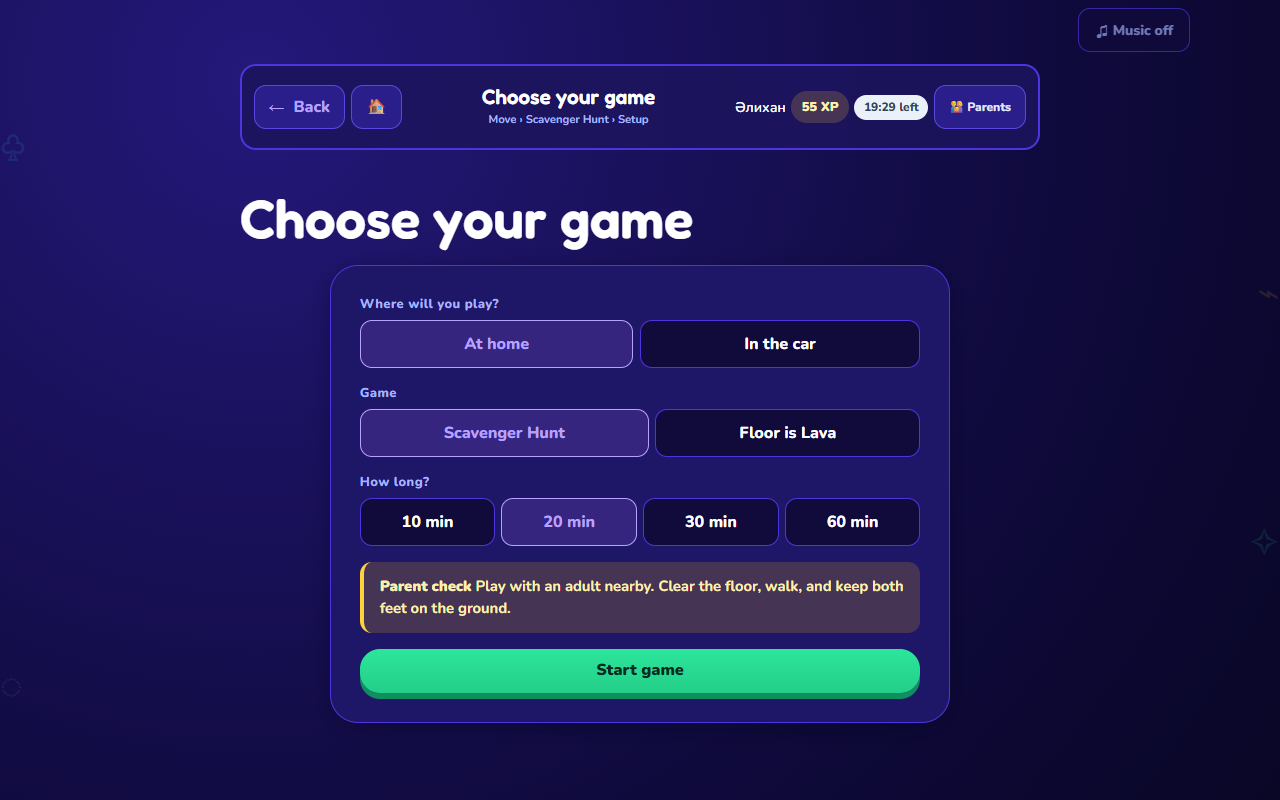 ♫ Music off
← Back
Choose your game
Move › Scavenger Hunt › Setup
Әлихан
55 XP
19:29 left
Parents
Choose your game
Where will you play?
At home
In the car
Game
Scavenger Hunt
Floor is Lava
How long?
10 min
20 min
30 min
60 min
Parent check Play with an adult nearby. Clear the floor, walk, and keep both
feet on the ground.
Start game